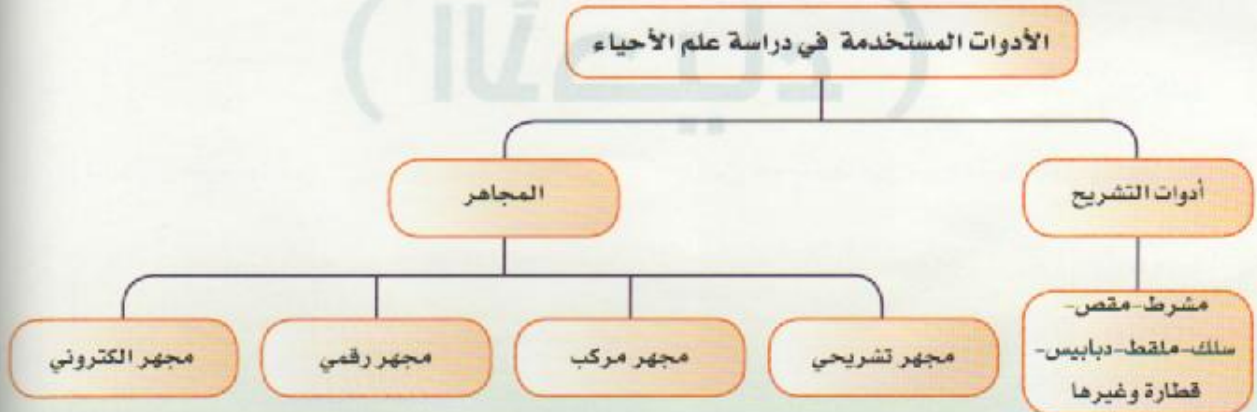 الأدوات المستخدمة في دراسة علم الأحياء
أدوات التشريح
المجاهر
مشرط-مقص-
سلك-ملقط-دبابيس-
قطارة وغيرها
مجهر تشريحي
مجهر مركب
مجهر رقمي
مجهر الكتروني